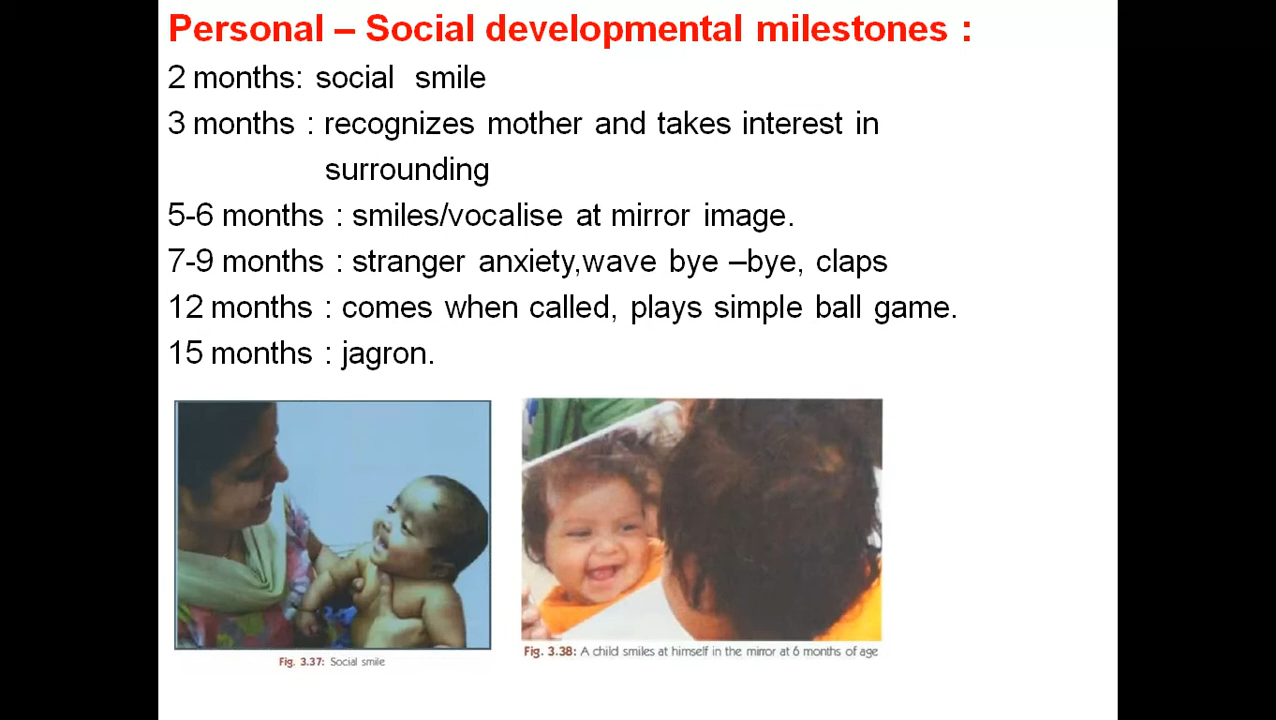 Personal – Social developmental milestones :
2 months: social smile
3 months : recognizes mother and takes interest in
surrounding
5-6 months : smiles/vocalise at mirror image.
7-9 months : stranger anxiety,wave bye –bye, claps
12 months : comes when called, plays simple ball game.
15 months : jagron.
Fig. 3.37: Social smile
Fig. 3.38: A child smiles at himself in the mirror at 6 months of age